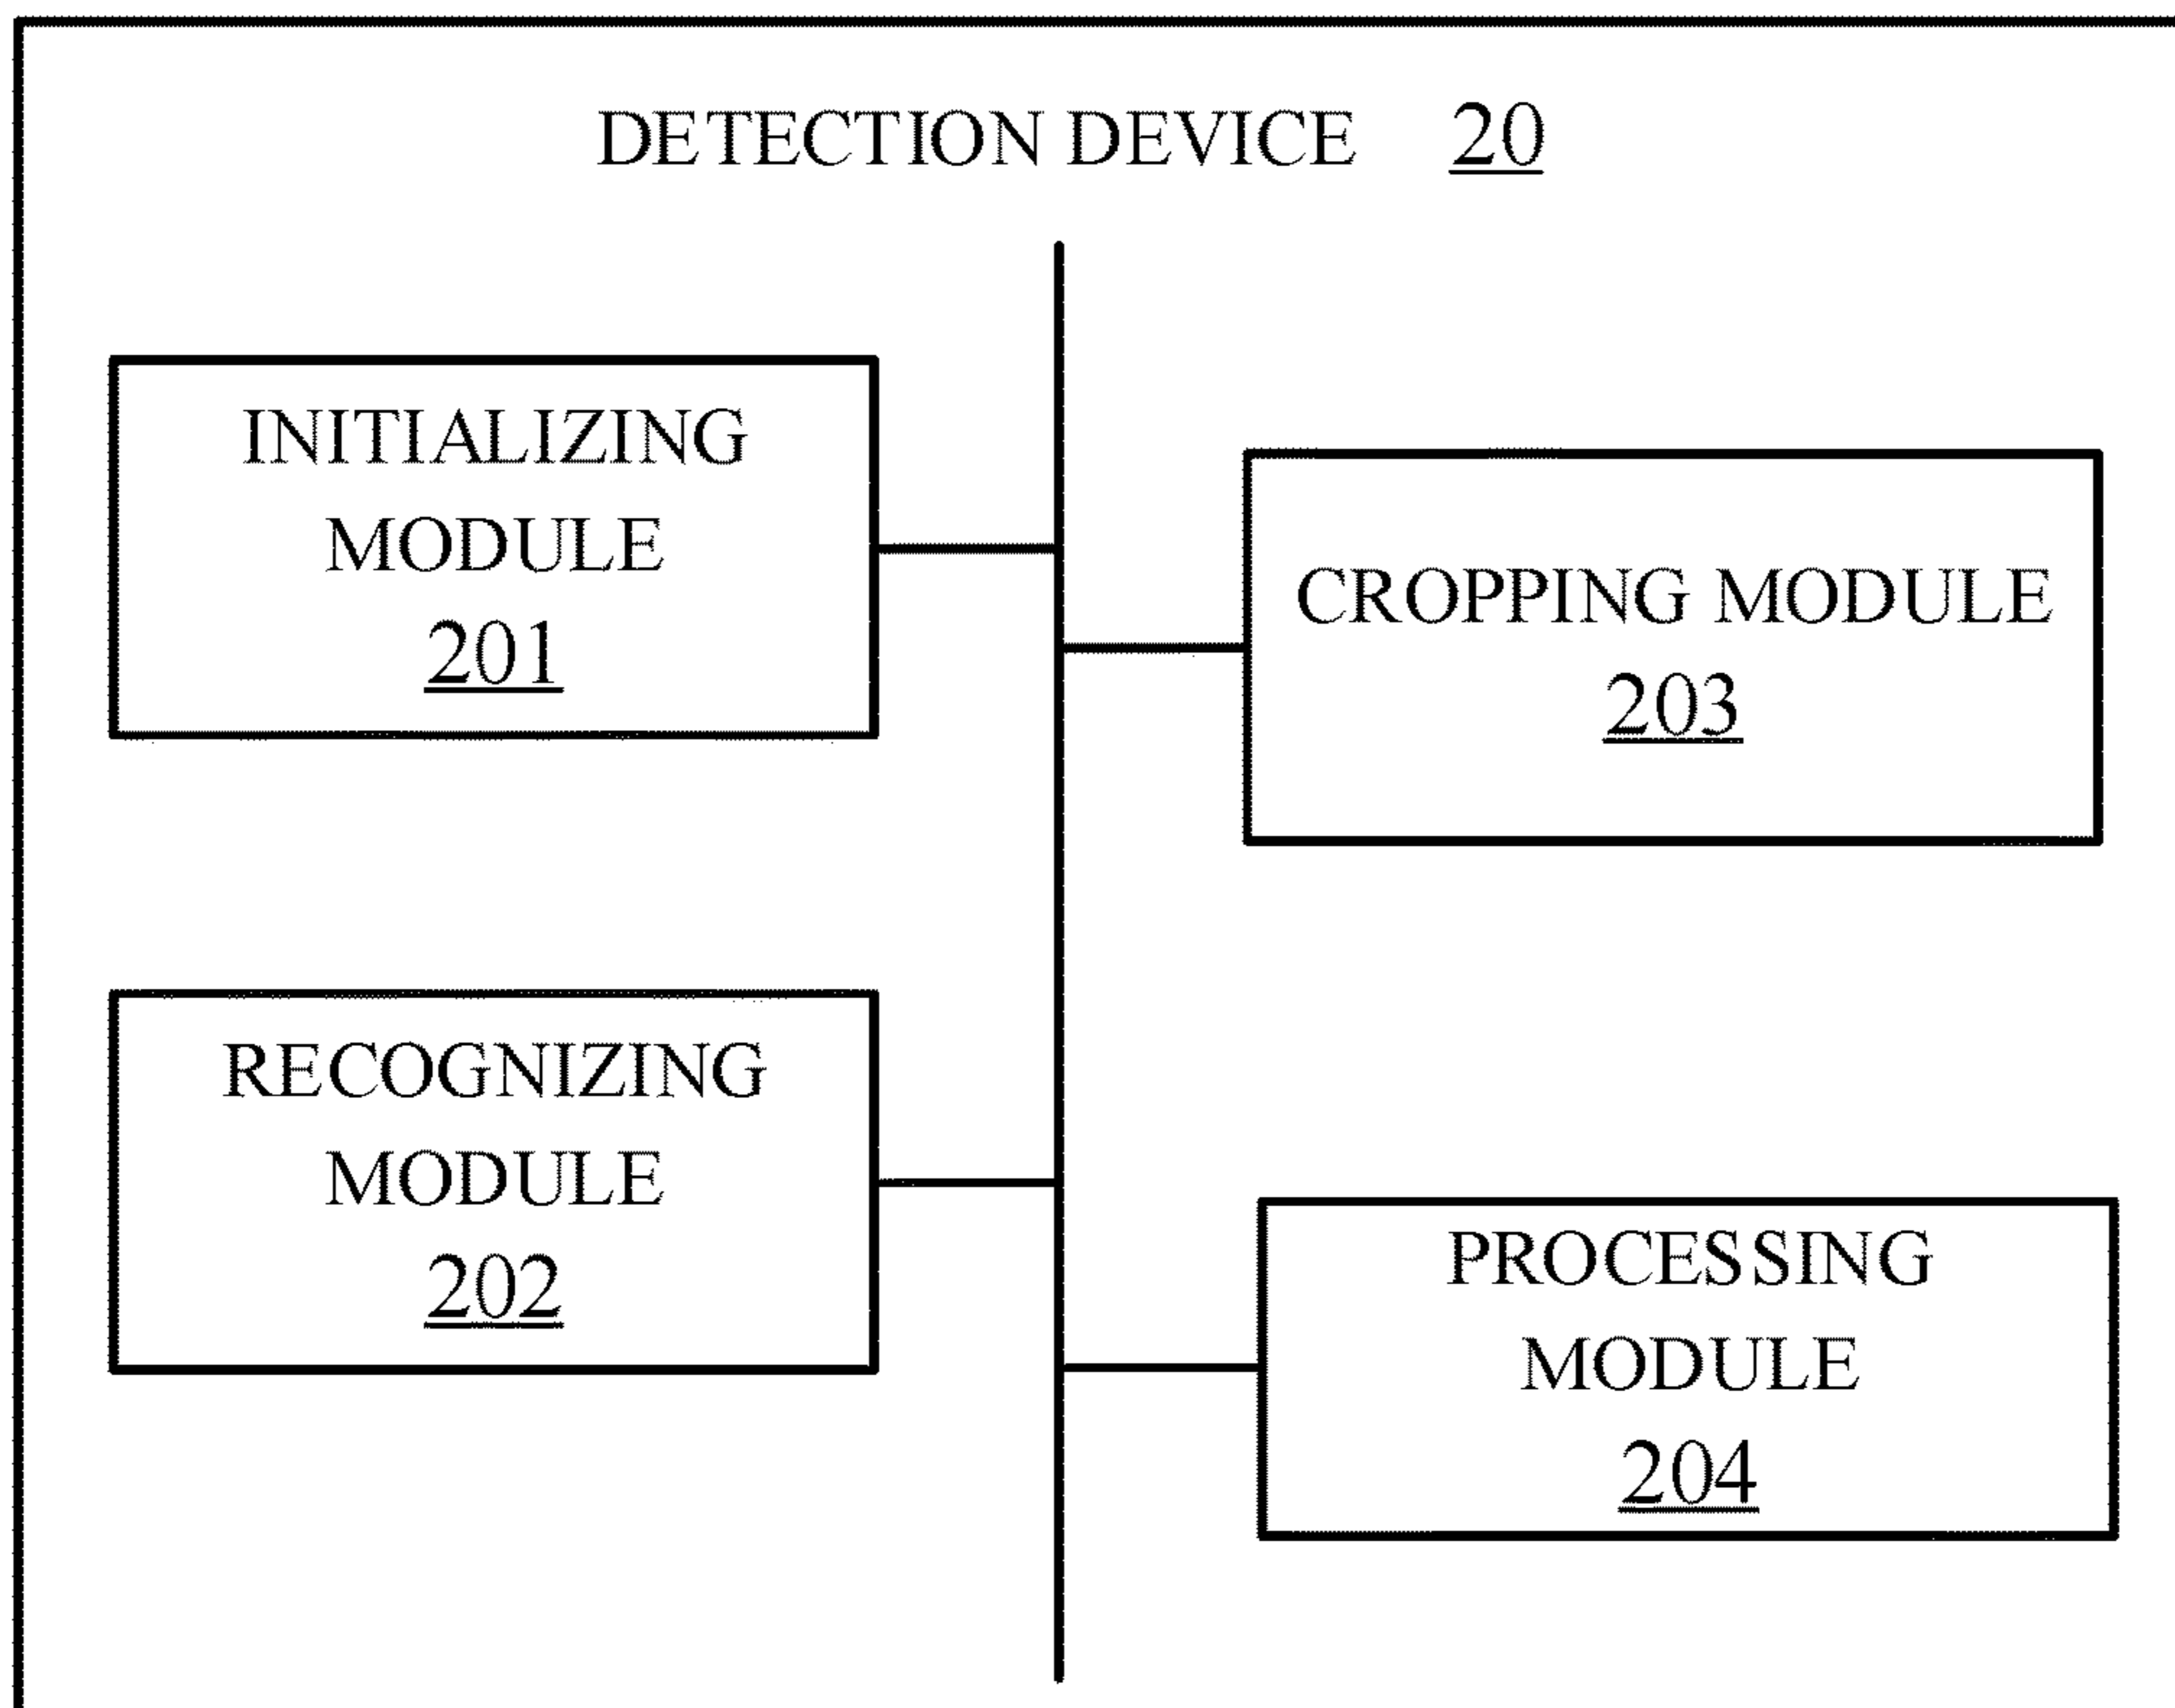 DETECTION DEVICE 20
INITIALIZING
MODULE
201
CROPPING MODULE
203
RECOGNIZING
MODULE
202
PROCESSING
MODULE
204